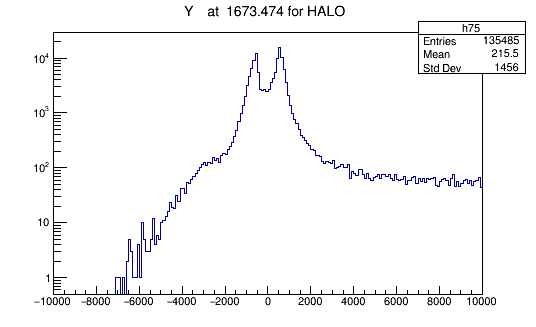 Y at 1673.474 for HALO
h75
Entries 135485
Mean 215.5
Std Dev 1456
10⁴
10³
10²
10
1
−10000 −8000 −6000 −4000 −2000 0 2000 4000 6000 8000 10000